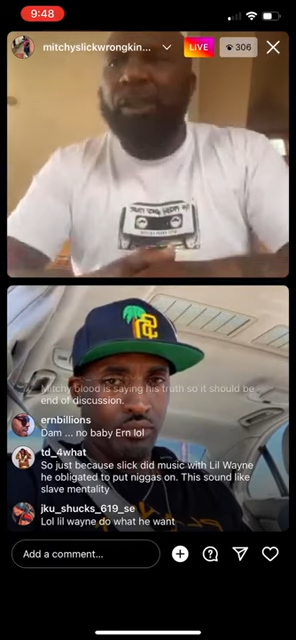 9:48
mitchyslickwrongkin...
LIVE
306
Mitchy blood is saying his truth so it should be
end of discussion.
ernbillions
Dam ... no baby Ern lol
td_4what
So just because slick did music with Lil Wayne
he obligated to put niggas on. This sound like
slave mentality
jku_shucks_619_se
Lol lil wayne do what he want
Add a comment...